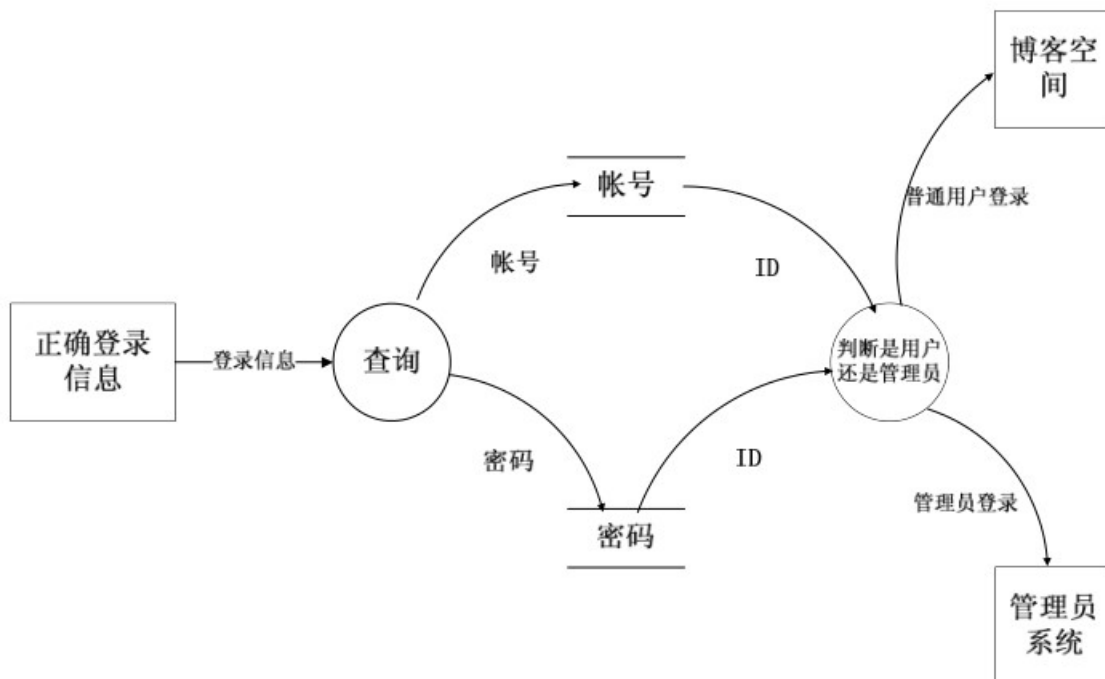 博客空
间
帐号
普通用户登录
帐号
ID
正确登录
信息
登录信息
查询
判断是用户
还是管理员
密码
ID
管理员登录
密码
管理员
系统